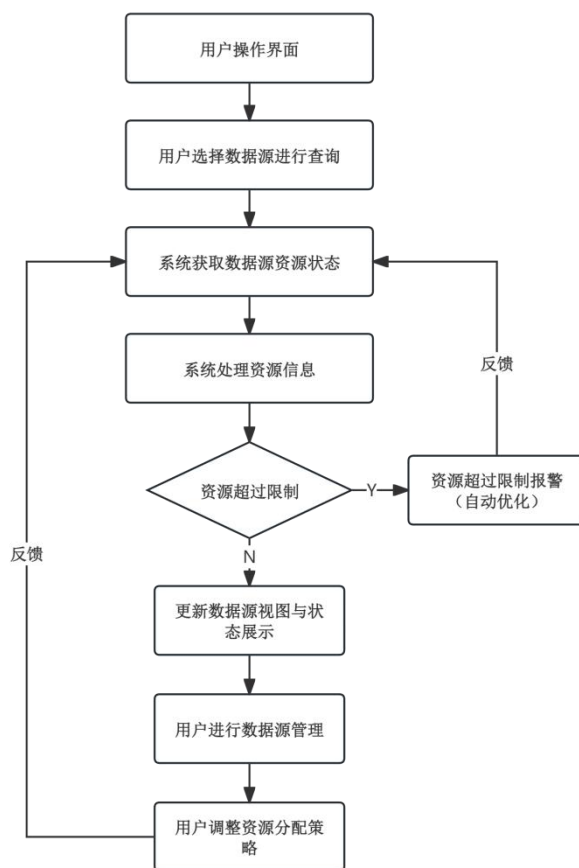 用户操作界面
用户选择数据源进行查询
系统获取数据源资源状态
系统处理资源信息
反馈
资源超过限制
Y
资源超过限制报警
（自动优化）
反馈
N
更新数据源视图与状
态展示
用户进行数据源管理
用户调整资源分配策
略